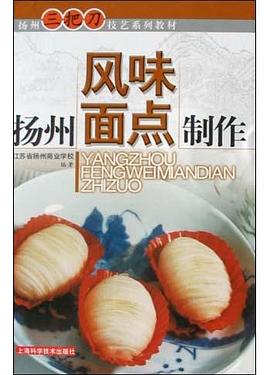 扬州三把刀技艺系列教材
扬州风味面点制作
YANGZHOU
FENGWEIMIANDIAN
ZHIZUO
江苏省扬州商业学校
编著
上海科学技术出版社